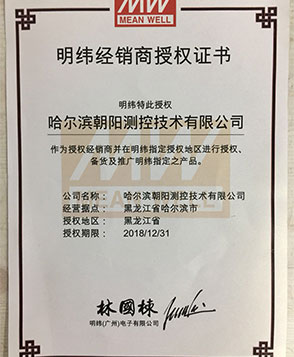 MW
MEAN WELL
明纬经销商授权证书
明纬特此授权
哈尔滨朝阳测控技术有限公司
作为授权经销商并在明纬指定授权地区进行授权、
备货及推广明纬指定之产品。
公司名称： 哈尔滨朝阳测控技术有限公司
经营据点： 黑龙江省哈尔滨市
授权地区： 黑龙江省
授权期限： 2018/12/31
林國棟
明纬(广州)电子有限公司